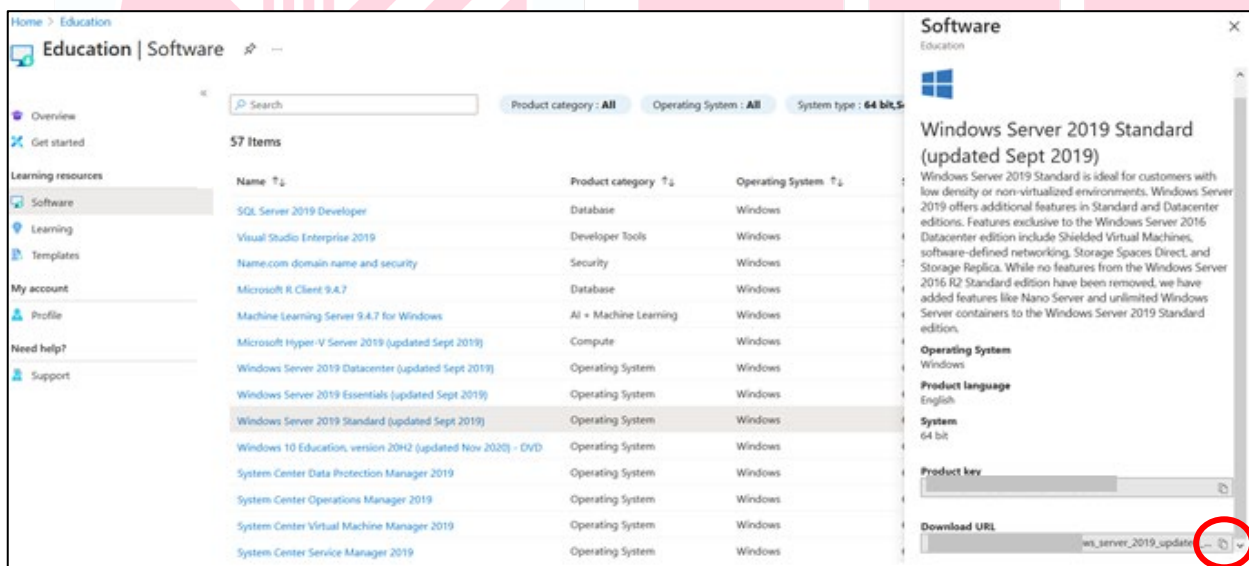 Home > Education
Education | Software
Overview
Get started
Learning resources
Software
Learning
Templates
My account
Profile
Need help?
Support
Search
Product category : All Operating System : All System type : 64 bit,
57 Items
Name Product category Operating System
SQL Server 2019 Developer Database Windows
Visual Studio Enterprise 2019 Developer Tools Windows
Name.com domain name and security Security Windows
Microsoft R Client 9.4.7 Database Windows
Machine Learning Server 9.4.7 for Windows AI + Machine Learning Windows
Microsoft Hyper-V Server 2019 (updated Sept 2019) Compute Windows
Windows Server 2019 Datacenter (updated Sept 2019) Operating System Windows
Windows Server 2019 Essentials (updated Sept 2019) Operating System Windows
Windows Server 2019 Standard (updated Sept 2019) Operating System Windows
Windows 10 Education, version 20H2 (updated Nov 2020) - DVD Operating System Windows
System Center Data Protection Manager 2019 Operating System Windows
System Center Operations Manager 2019 Operating System Windows
System Center Virtual Machine Manager 2019 Operating System Windows
System Center Service Manager 2019 Operating System Windows
Software
Education
Windows Server 2019 Standard
(updated Sept 2019)
Windows Server 2019 Standard is ideal for customers with
low density or non-virtualized environments. Windows Server
2019 offers additional features in Standard and Datacenter
editions. Features exclusive to the Windows Server 2016
Datacenter edition include Shielded Virtual Machines,
software-defined networking, Storage Spaces Direct, and
Storage Replica. While no features from the Windows Server
2016 R2 Standard edition have been removed, we have
added features like Nano Server and unlimited Windows
Server containers to the Windows Server 2019 Standard
edition.
Operating System
Windows
Product language
English
System
64 bit
Product key
Download URL
ws_server_2019_update